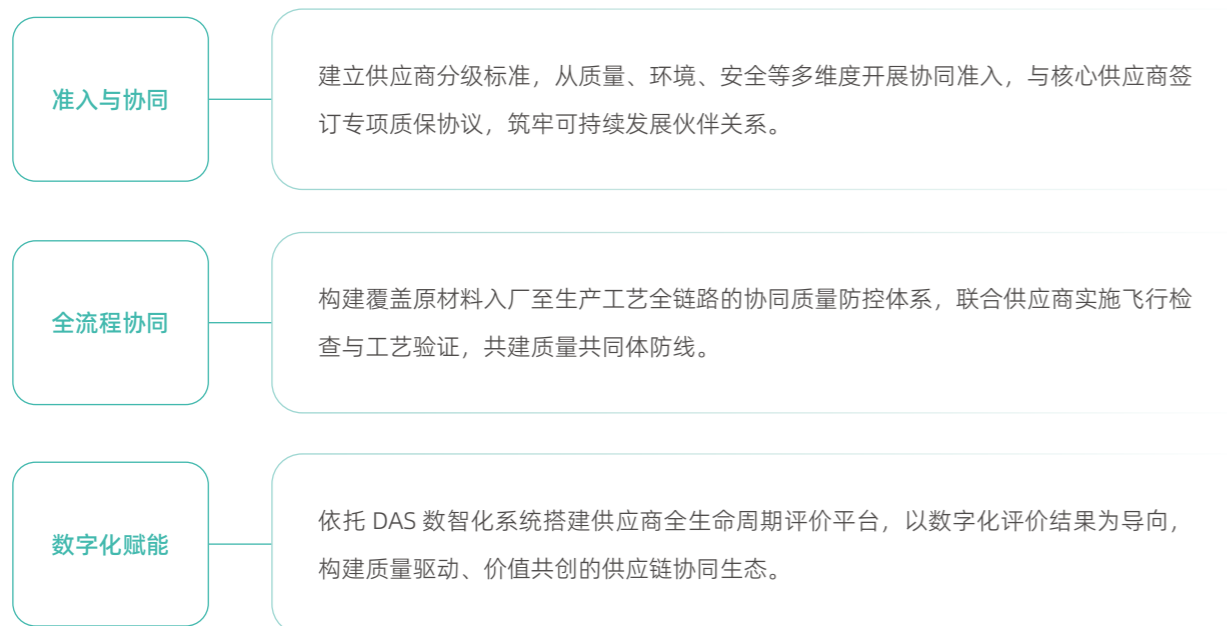 准入与协同
建立供应商分级标准，从质量、环境、安全等多维度开展协同准入，与核心供应商签
订专项质保协议，筑牢可持续发展伙伴关系。
全流程协同
构建覆盖原材料入厂至生产工艺全链路的协同质量防控体系，联合供应商实施飞行检
查与工艺验证，共建质量共同体防线。
数字化赋能
依托 DAS 数智化系统搭建供应商全生命周期评价平台，以数字化评价结果为导向，
构建质量驱动、价值共创的供应链协同生态。